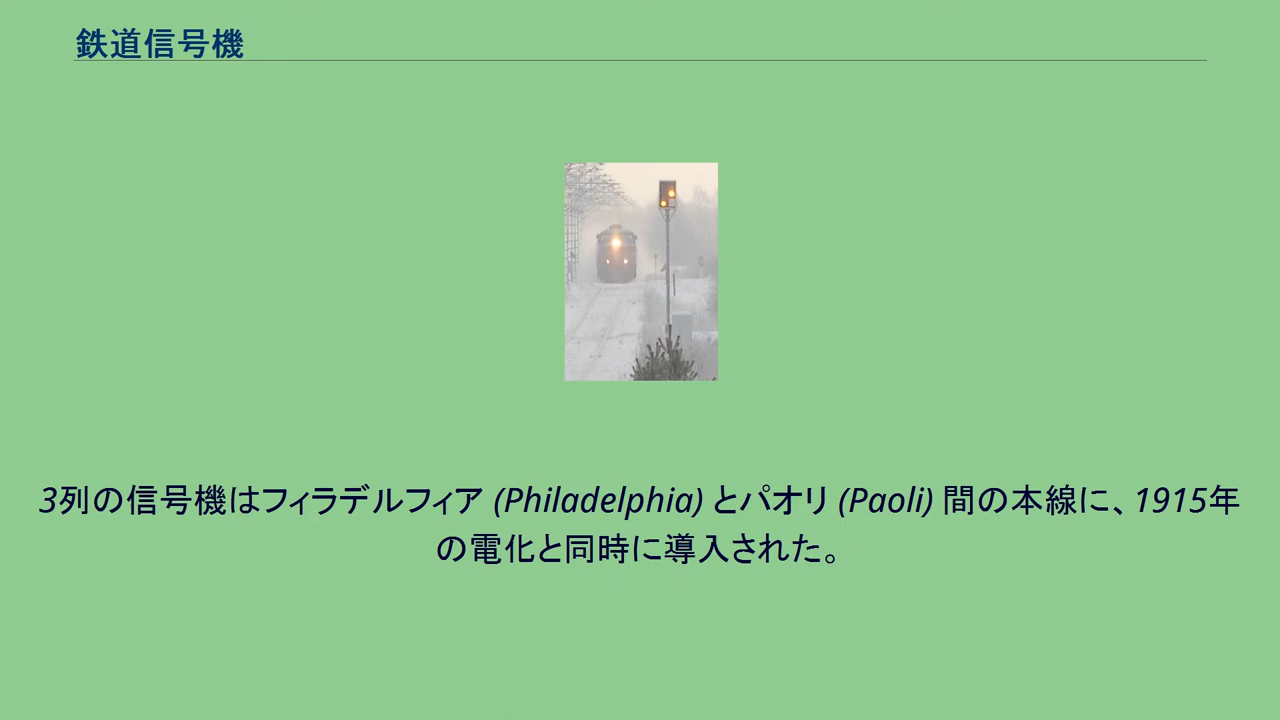 鉄道信号機
3列の信号機はフィラデルフィア (Philadelphia) とパオリ (Paoli) 間の本線に、1915年
の電化と同時に導入された。